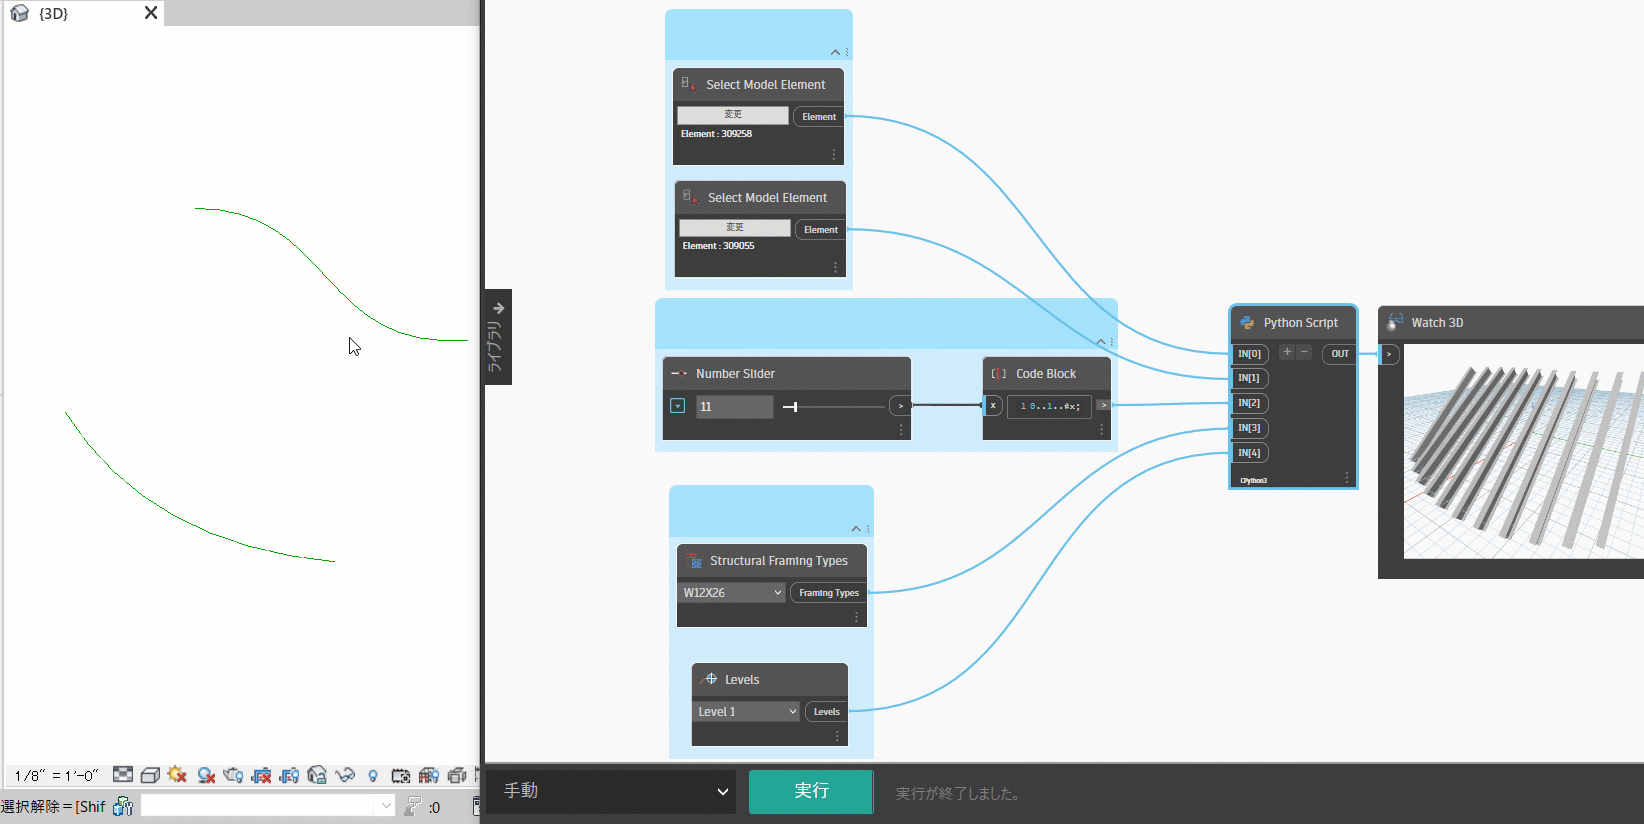 {3D}
Select Model Element
変更
Element
Element : 309258
Select Model Element
変更
Element
Element : 309055
ライブラリ
Number Slider
11
>
Code Block
x
1 0..1..#x;
>
Python Script
IN[0]
+ −
OUT
IN[1]
IN[2]
IN[3]
IN[4]
CPython3
Watch 3D
>
Structural Framing Types
W12X26
Framing Types
Levels
Level 1
Levels
1/8" = 1'-0"
選択解除＝[Shif
:0
手動
実行
実行が終了しました。